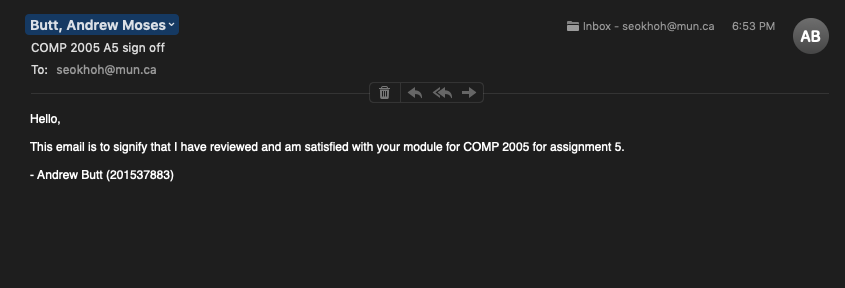 Butt, Andrew Moses
Inbox - seokhoh@mun.ca
6:53 PM
AB
COMP 2005 A5 sign off
To: seokhoh@mun.ca
Hello,
This email is to signify that I have reviewed and am satisfied with your module for COMP 2005 for assignment 5.
- Andrew Butt (201537883)